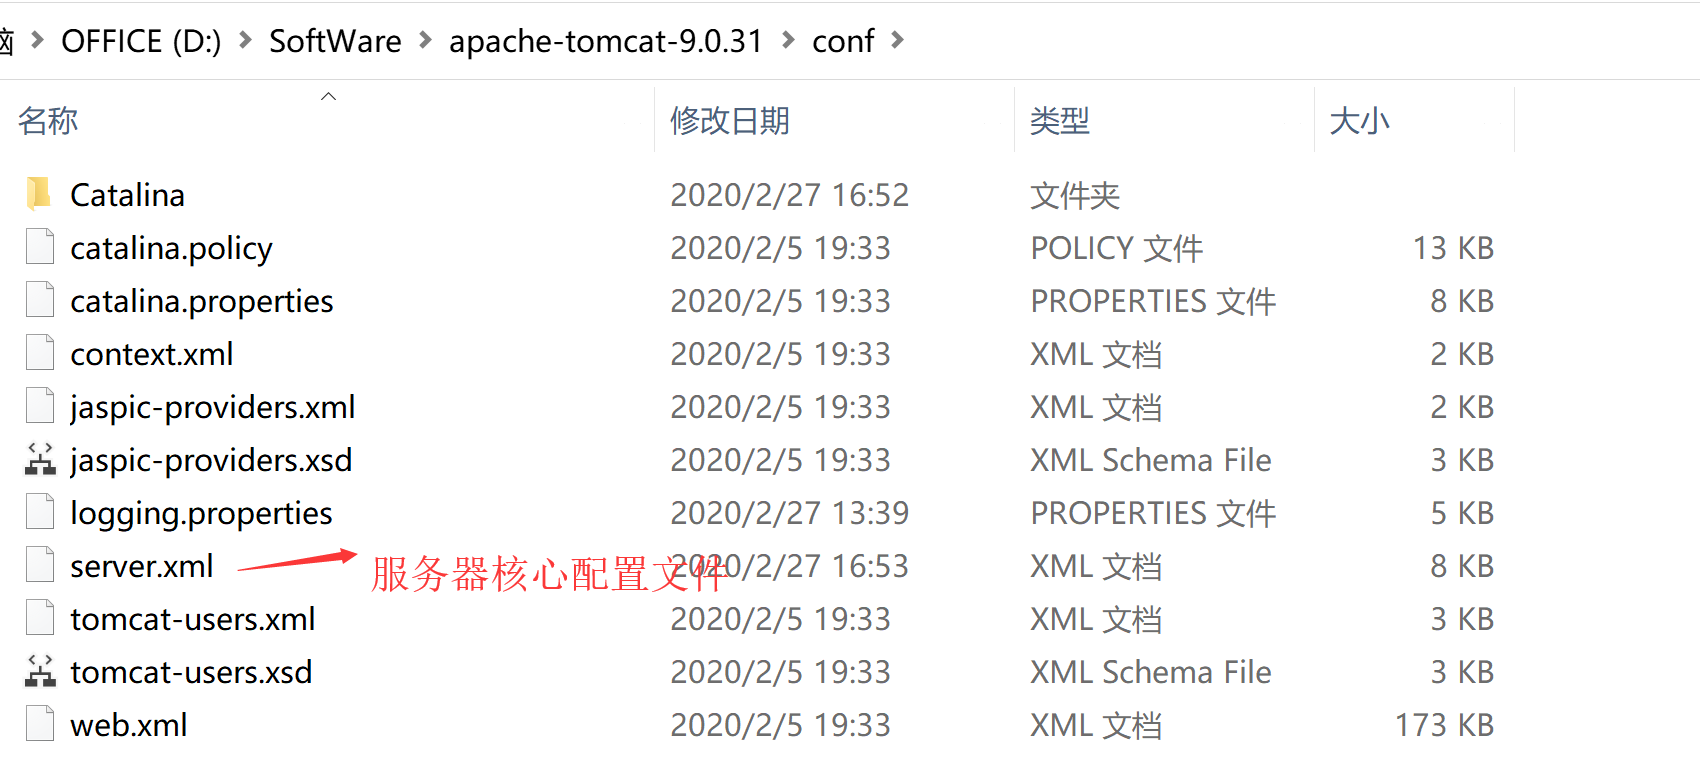 脑 > OFFICE (D:) > SoftWare > apache-tomcat-9.0.31 > conf >
名称 修改日期 类型 大小
Catalina 2020/2/27 16:52 文件夹
catalina.policy 2020/2/5 19:33 POLICY 文件 13 KB
catalina.properties 2020/2/5 19:33 PROPERTIES 文件 8 KB
context.xml 2020/2/5 19:33 XML 文档 2 KB
jaspic-providers.xml 2020/2/5 19:33 XML 文档 2 KB
jaspic-providers.xsd 2020/2/5 19:33 XML Schema File 3 KB
logging.properties 2020/2/27 13:39 PROPERTIES 文件 5 KB
server.xml 服务器核心配置文件 2020/2/27 16:53 XML 文档 8 KB
tomcat-users.xml 2020/2/5 19:33 XML 文档 3 KB
tomcat-users.xsd 2020/2/5 19:33 XML Schema File 3 KB
web.xml 2020/2/5 19:33 XML 文档 173 KB